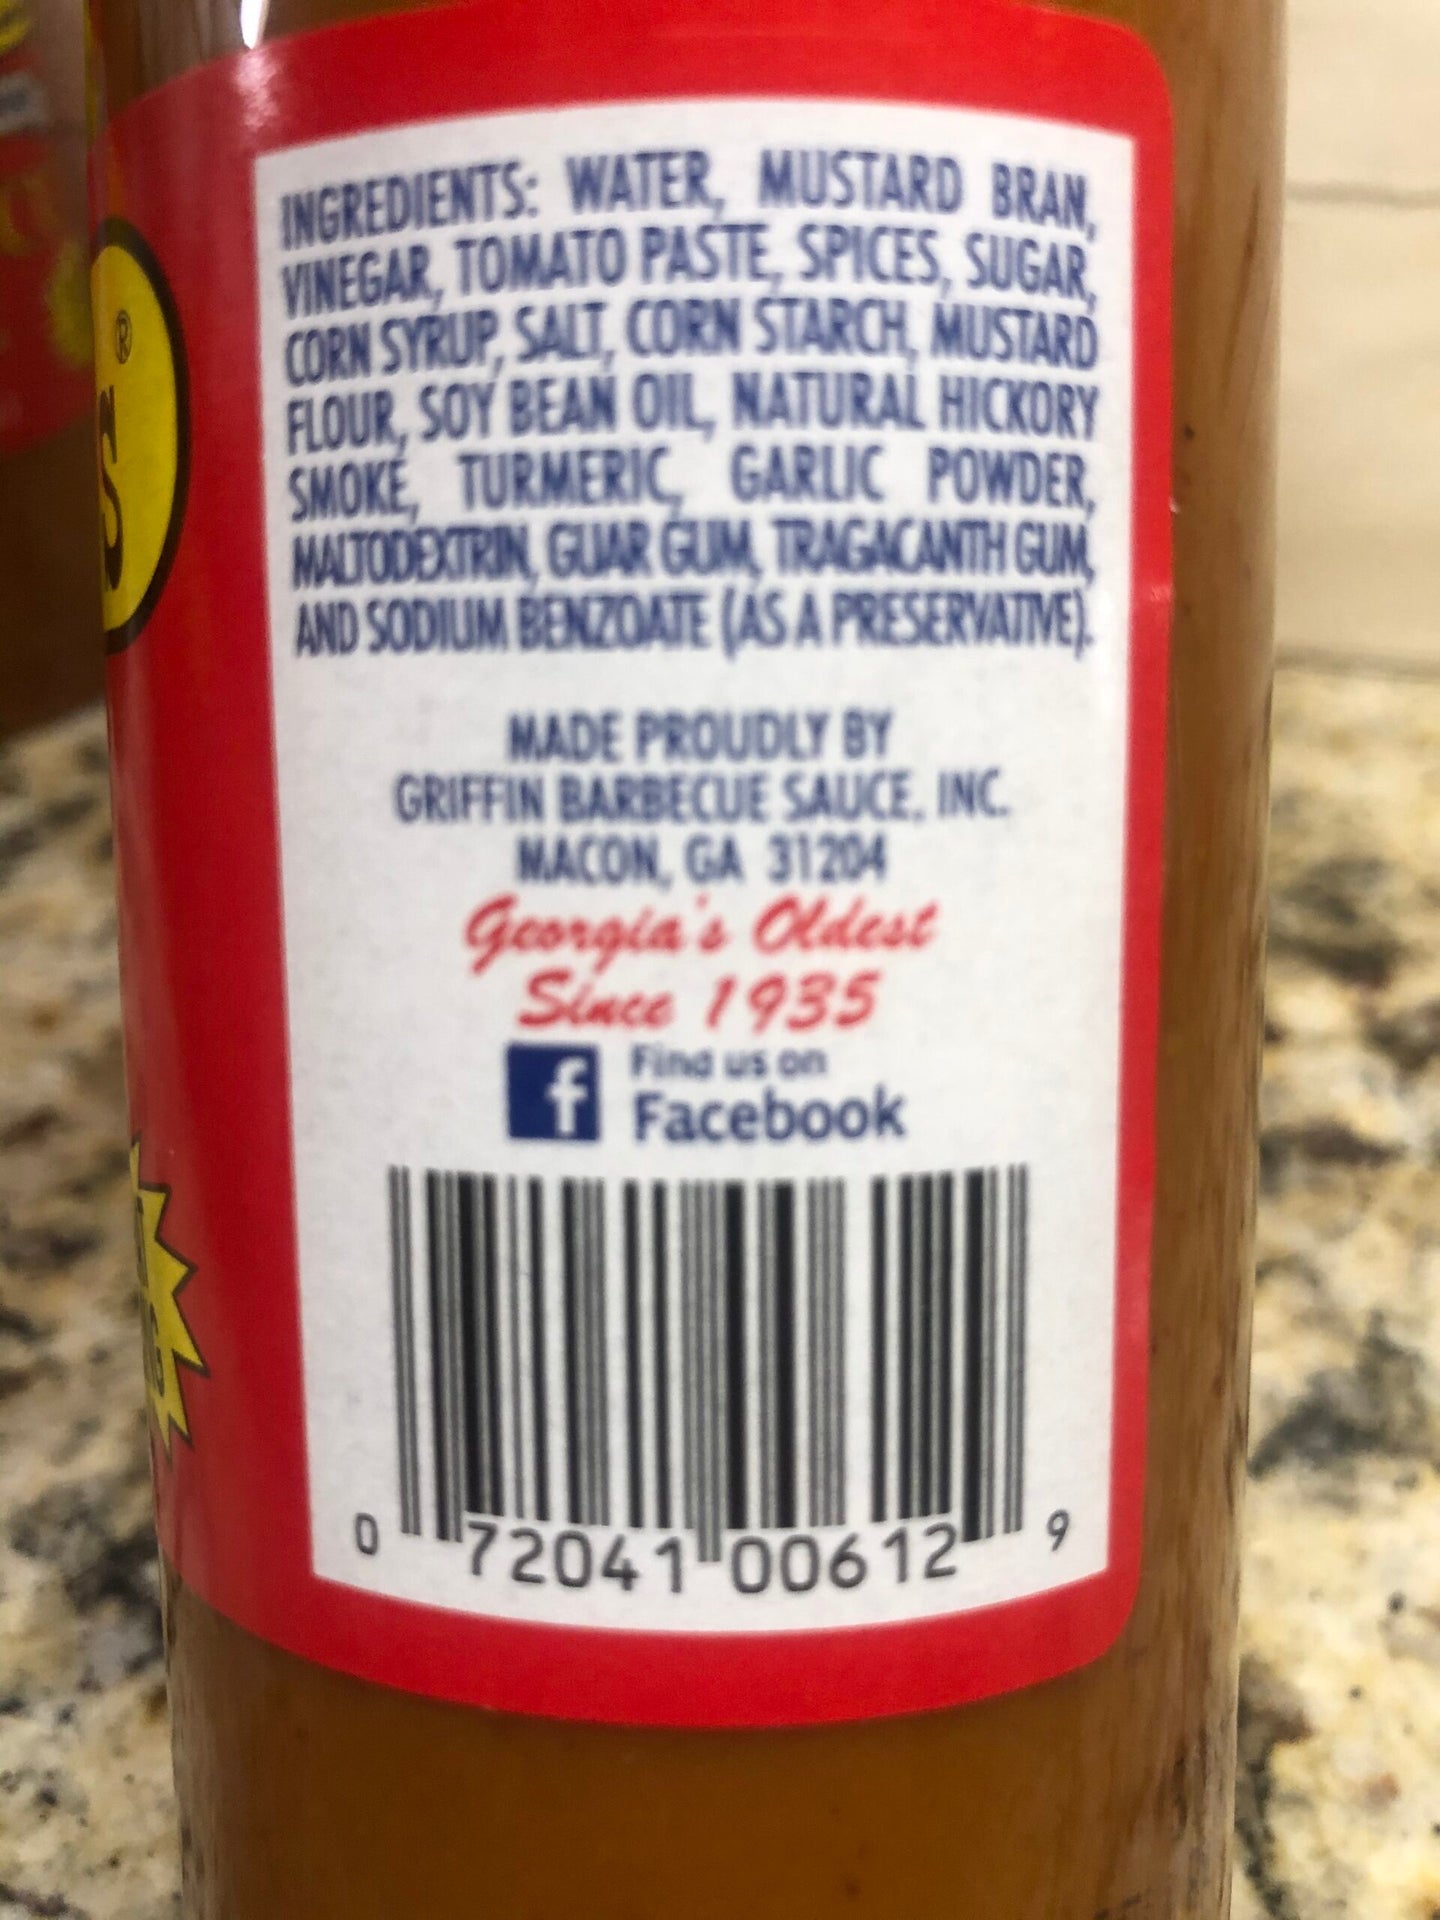 INGREDIENTS: WATER, MUSTARD BRAN,
VINEGAR, TOMATO PASTE, SPICES, SUGAR,
CORN SYRUP, SALT, CORN STARCH, MUSTARD
FLOUR, SOY BEAN OIL, NATURAL HICKORY
SMOKE, TURMERIC, GARLIC POWDER,
MALTODEXTRIN, GUAR GUM, TRAGACANTH GUM,
AND SODIUM BENZOATE (AS A PRESERVATIVE).
MADE PROUDLY BY
GRIFFIN BARBECUE SAUCE, INC.
MACON, GA 31204
Georgia's Oldest
Since 1935
f Find us on
Facebook
0 72041 00612 9
®
S